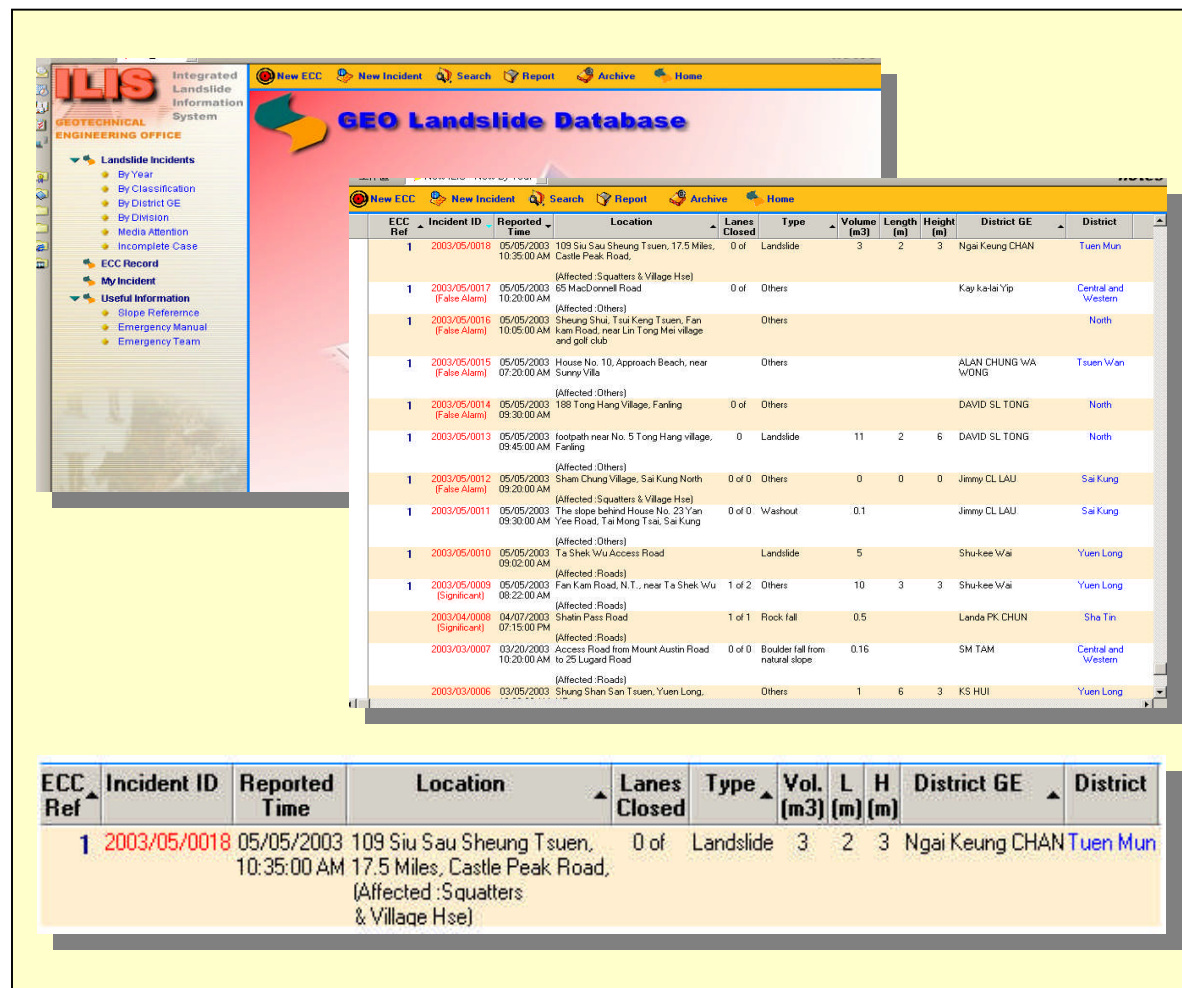 ILIS
Integrated
Landslide
Information
System
GEOTECHNICAL
ENGINEERING OFFICE
New ECC New Incident Search Report Archive Home
GEO Landslide Database
Landslide Incidents
By Year
By Classification
By District GE
By Division
Media Attention
Incomplete Case
ECC Record
My Incident
Useful Information
Slope Reference
Emergency Manual
Emergency Team
notes
New ECC New Incident Search Report Archive Home
ECC Ref Incident ID Reported Time Location Lanes Closed Type Volume (m3) Length (m) Height (m) District GE District
1 2003/05/0018 05/05/2003 109 Siu Sau Sheung Tsuen, 17.5 Miles, 0 of Landslide 3 2 3 Ngai Keung CHAN Tuen Mun
10:35:00 AM Castle Peak Road,
(Affected :Squatters & Village Hse)
1 2003/05/0017 05/05/2003 65 MacDonnell Road 0 of Others Kay ka-lai Yip Central and
(False Alarm) 10:20:00 AM Western
(Affected :Others)
1 2003/05/0016 05/05/2003 Sheung Shui, Tsui Keng Tsuen, Fan Others North
(False Alarm) 10:05:00 AM kam Road, near Lin Tong Mei village
and golf club
1 2003/05/0015 05/05/2003 House No. 10, Approach Beach, near Others ALAN CHUNG WA Tsuen Wan
(False Alarm) 07:20:00 AM Sunny Villa WONG
(Affected :Others)
1 2003/05/0014 05/05/2003 188 Tong Hang Village, Fanling 0 of Others DAVID SL TONG North
(False Alarm) 09:30:00 AM
1 2003/05/0013 05/05/2003 footpath near No. 5 Tong Hang village, 0 Landslide 11 2 6 DAVID SL TONG North
09:45:00 AM Fanling
(Affected :Others)
1 2003/05/0012 05/05/2003 Sham Chung Village, Sai Kung North 0 of 0 Others 0 0 0 Jimmy CL LAU Sai Kung
(False Alarm) 09:20:00 AM
(Affected :Squatters & Village Hse)
1 2003/05/0011 05/05/2003 The slope behind House No. 23 Yan 0 of 0 Washout 0.1 Jimmy CL LAU Sai Kung
09:30:00 AM Yee Road, Tai Mong Tsai, Sai Kung
(Affected :Others)
1 2003/05/0010 05/05/2003 Ta Shek Wu Access Road Landslide 5 Shu-kee Wai Yuen Long
09:02:00 AM
(Affected :Roads)
1 2003/05/0009 05/05/2003 Fan Kam Road, N.T., near Ta Shek Wu 1 of 2 Others 10 3 3 Shu-kee Wai Yuen Long
(Significant) 08:22:00 AM
(Affected :Roads)
2003/04/0008 04/07/2003 Shatin Pass Road 1 of 1 Rock fall 0.5 Landa PK CHUN Sha Tin
(Significant) 07:15:00 PM
(Affected :Roads)
2003/03/0007 03/20/2003 Access Road from Mount Austin Road 0 of 0 Boulder fall from 0.16 SM TAM Central and
10:20:00 AM to 25 Lugard Road natural slope Western
(Affected :Roads)
2003/03/0006 03/05/2003 Shung Shan San Tsuen, Yuen Long, Others 1 6 3 KS HUI Yuen Long
ECC Ref Incident ID Reported Time Location Lanes Closed Type Vol. (m3) L (m) H (m) District GE District
1 2003/05/0018 05/05/2003 109 Siu Sau Sheung Tsuen, 0 of Landslide 3 2 3 Ngai Keung CHAN Tuen Mun
10:35:00 AM 17.5 Miles, Castle Peak Road,
(Affected :Squatters
& Village Hse)